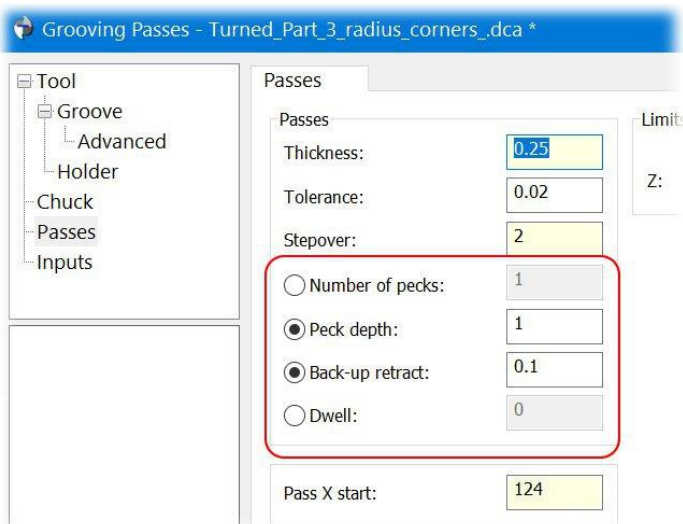 Grooving Passes - Turned_Part_3_radius_corners_.dca *
Tool
Groove
Advanced
Holder
Chuck
Passes
Inputs
Passes
Passes
Thickness: 0.25
Tolerance: 0.02
Stepover: 2
Number of pecks: 1
Peck depth: 1
Back-up retract: 0.1
Dwell: 0
Pass X start: 124
Limits
Z: